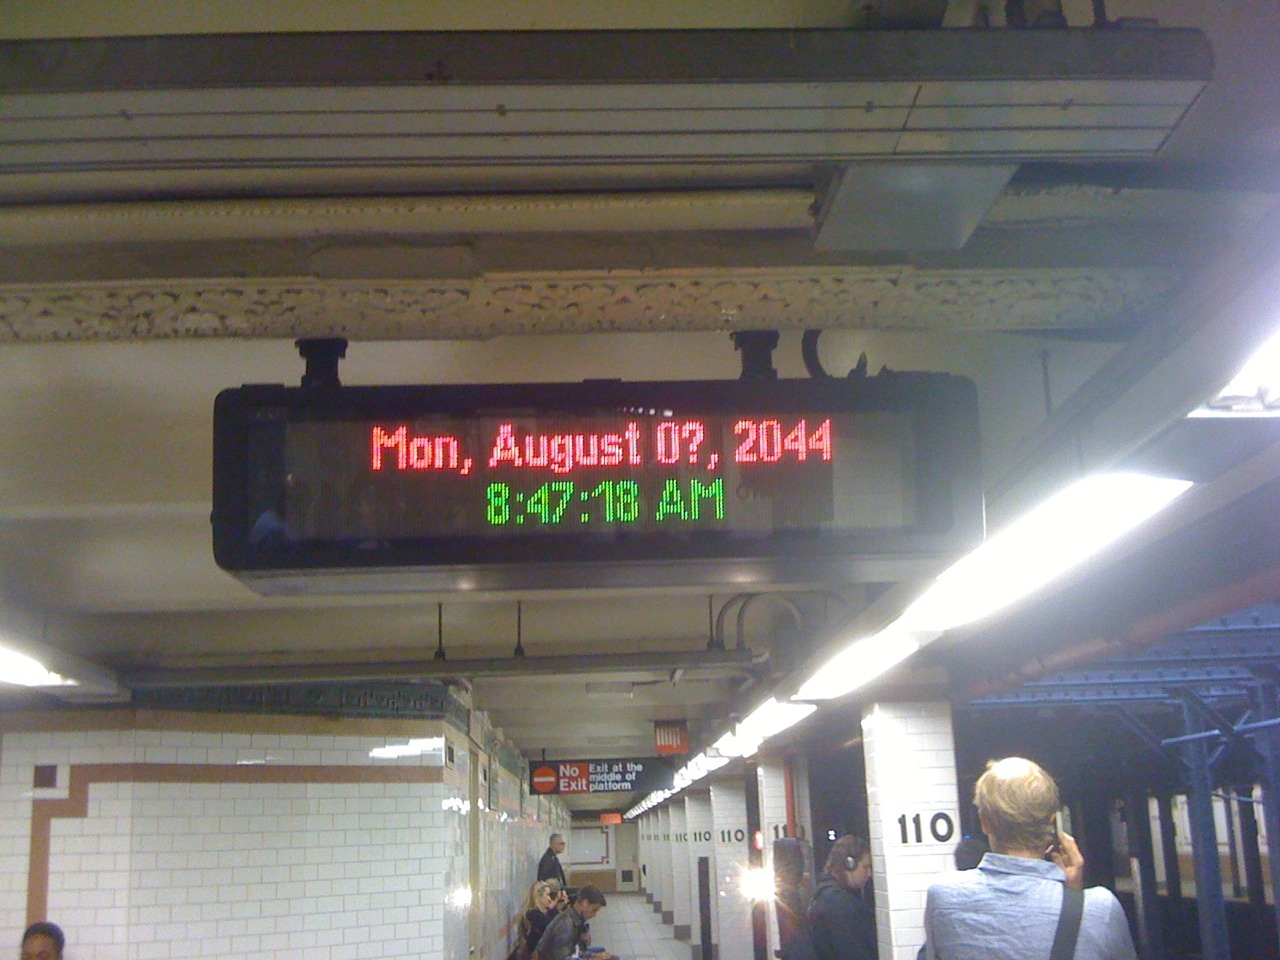 Mon, August 0?, 2044
8:47:18 AM
No Exit
Exit at the middle of platform
110
110
110
110